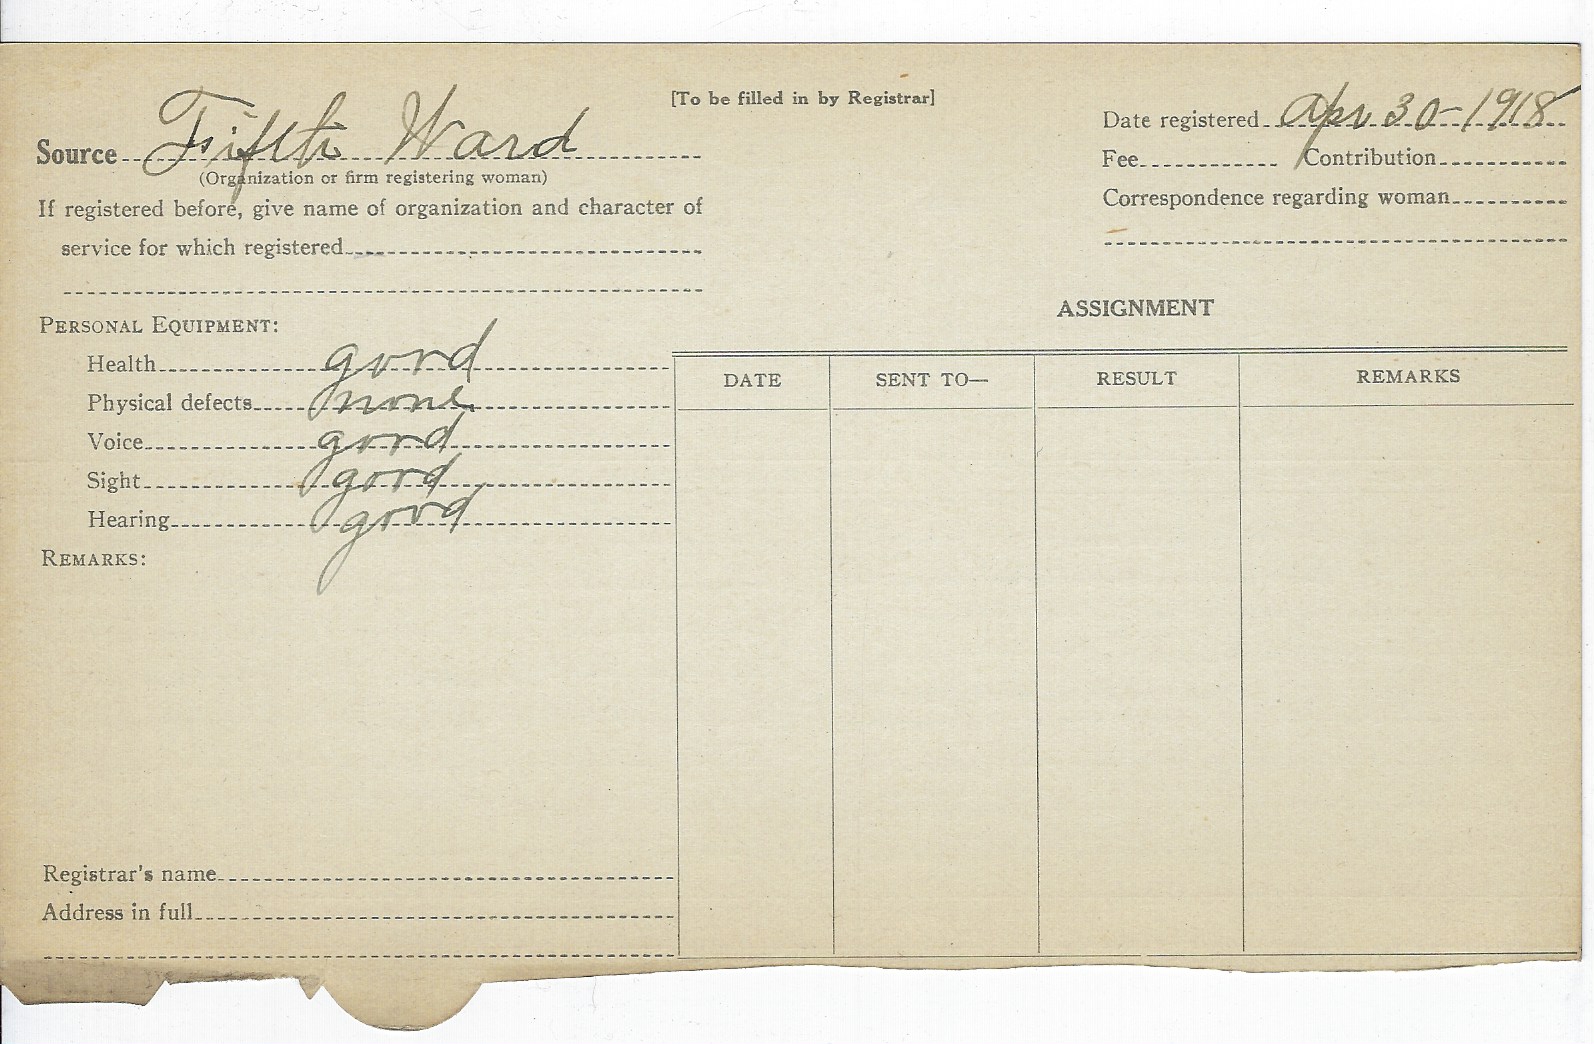 [To be filled in by Registrar]
Source Fifth Ward
(Organization or firm registering woman)
If registered before, give name of organization and character of
service for which registered
Date registered Apr 30-1918
Fee Contribution
Correspondence regarding woman
PERSONAL EQUIPMENT:
Health good
Physical defects none
Voice good
Sight good
Hearing good
REMARKS:
Registrar's name
Address in full
ASSIGNMENT
DATE SENT TO— RESULT REMARKS